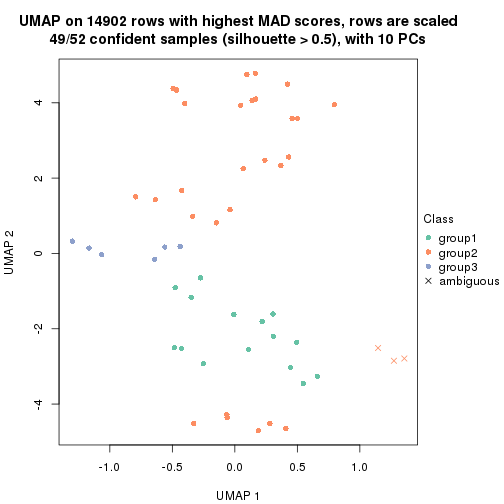 UMAP on 14902 rows with highest MAD scores, rows are scaled
49/52 confident samples (silhouette > 0.5), with 10 PCs
4
2
0
-2
-4
UMAP 2
-1.0
-0.5
0.0
0.5
1.0
UMAP 1
Class
group1
group2
group3
ambiguous